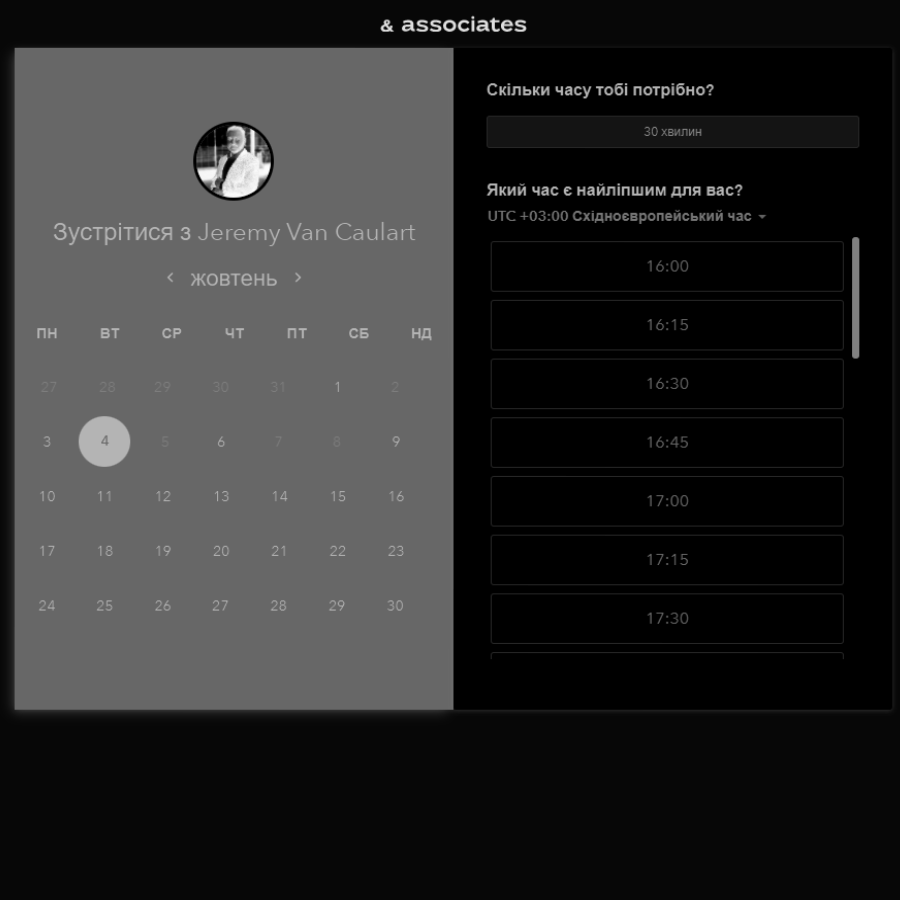 & associates
Зустрітися з Jeremy Van Caulart
жовтень
ПН ВТ СР ЧТ ПТ СБ НД
27 28 29 30 31 1 2
3 4 5 6 7 8 9
10 11 12 13 14 15 16
17 18 19 20 21 22 23
24 25 26 27 28 29 30
Скільки часу тобі потрібно?
30 хвилин
Який час є найліпшим для вас?
UTC +03:00 Східноєвропейський час
16:00
16:15
16:30
16:45
17:00
17:15
17:30